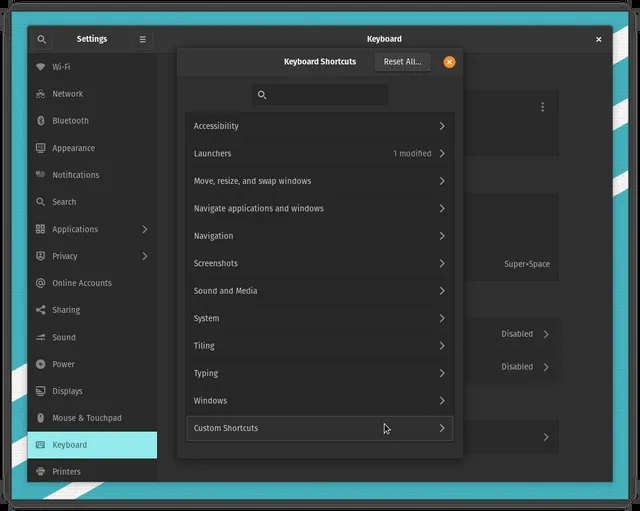 Settings
Keyboard
Keyboard Shortcuts
Reset All...
Wi-Fi
Network
Bluetooth
Appearance
Notifications
Search
Applications
Privacy
Online Accounts
Sharing
Sound
Power
Displays
Mouse & Touchpad
Keyboard
Printers
Accessibility
Launchers 1 modified
Move, resize, and swap windows
Navigate applications and windows
Navigation
Screenshots
Sound and Media
System
Tiling
Typing
Windows
Custom Shortcuts
Super+Space
Disabled
Disabled